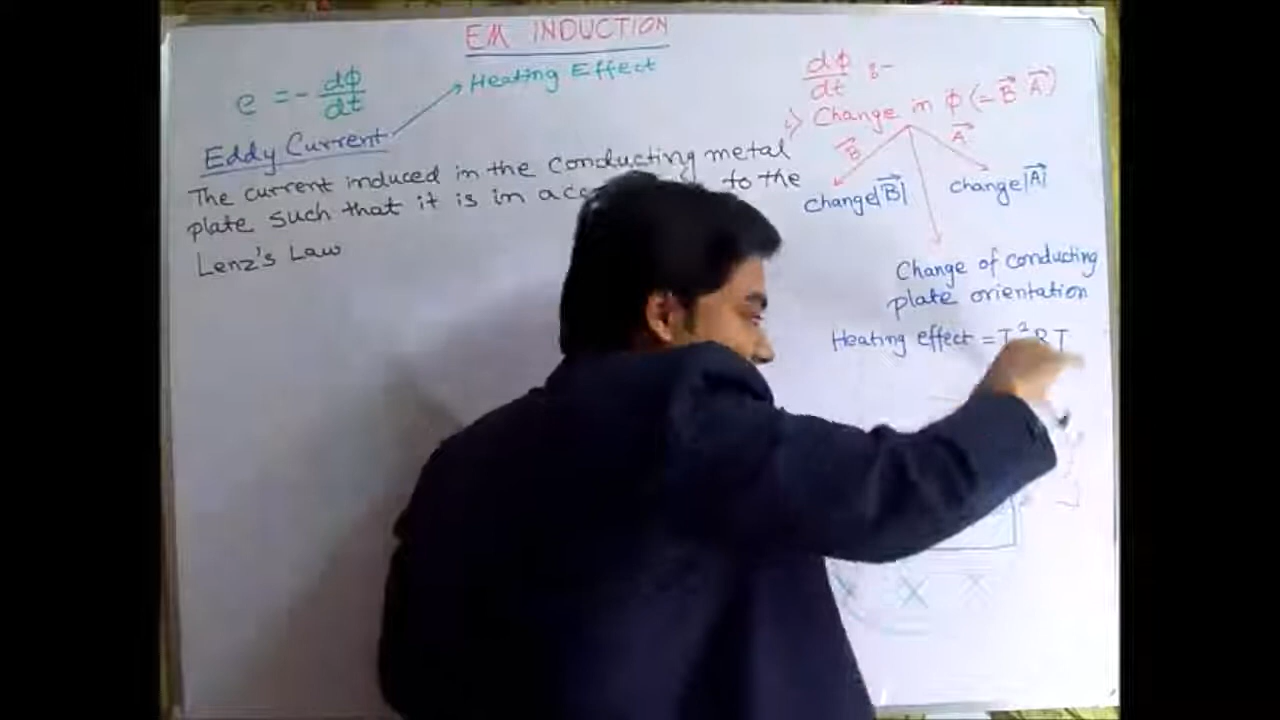 EM INDUCTION
e = - dϕ/dt
Heating Effect
Eddy Current
The current induced in the conducting metal
plate such that it is in to the
Lenz's Law
dϕ/dt :-
Change in ϕ (= B⃗ A⃗)
B⃗ A⃗
change|B⃗| change|A⃗|
Change of conducting
plate orientation
Heating effect = I²RT